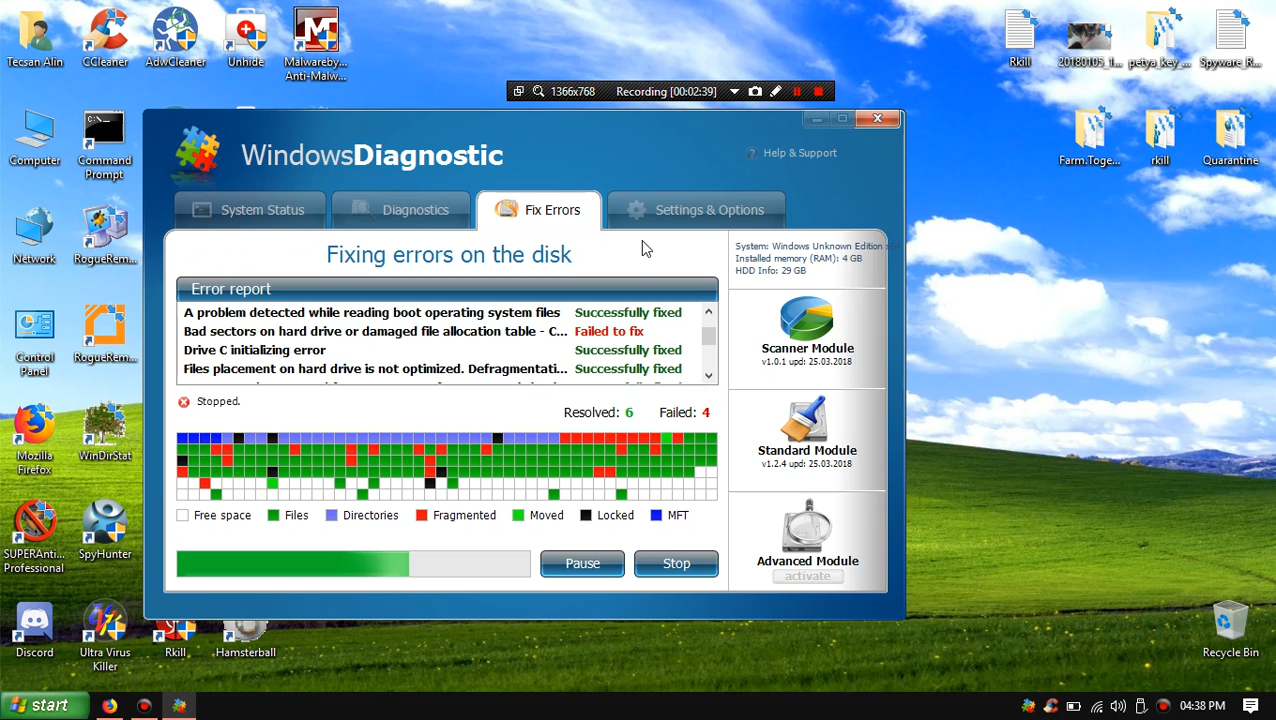 Tecsan Alin
CCleaner
AdwCleaner
Unhide
Malwareby...
Anti-Malw...
Rkill
20180105_1...
petya_key_...
Spyware_R...
1366x768
Recording [00:02:39]
Computer
Command
Prompt
WindowsDiagnostic
Help & Support
Farm.Toge...
rkill
Quarantine
System Status
Diagnostics
Fix Errors
Settings & Options
Network
RogueRem...
Fixing errors on the disk
System: Windows Unknown Edition
Installed memory (RAM): 4 GB
HDD Info: 29 GB
Error report
A problem detected while reading boot operating system files Successfully fixed
Bad sectors on hard drive or damaged file allocation table - C... Failed to fix
Drive C initializing error Successfully fixed
Files placement on hard drive is not optimized. Defragmentati... Successfully fixed
Control
Panel
RogueRem...
Scanner Module
v1.0.1 upd: 25.03.2018
Stopped.
Resolved: 6 Failed: 4
Mozilla
Firefox
WinDirStat
Standard Module
v1.2.4 upd: 25.03.2018
Free space Files Directories Fragmented Moved Locked MFT
SUPERAnti...
Professional
SpyHunter
Pause
Stop
Advanced Module
activate
Discord
Ultra Virus
Killer
Rkill
Hamsterball
Recycle Bin
start
04:38 PM